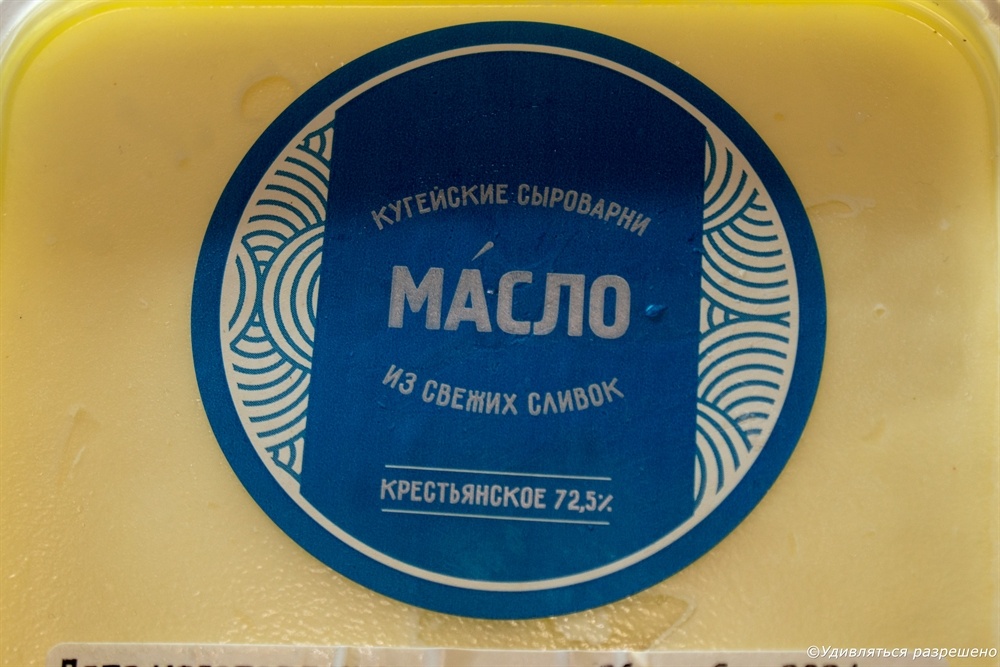 КУГЕЙСКИЕ СЫРОВАРНИ
МА́СЛО
ИЗ СВЕЖИХ СЛИВОК
КРЕСТЬЯНСКОЕ 72,5%
©Удивляться разрешено